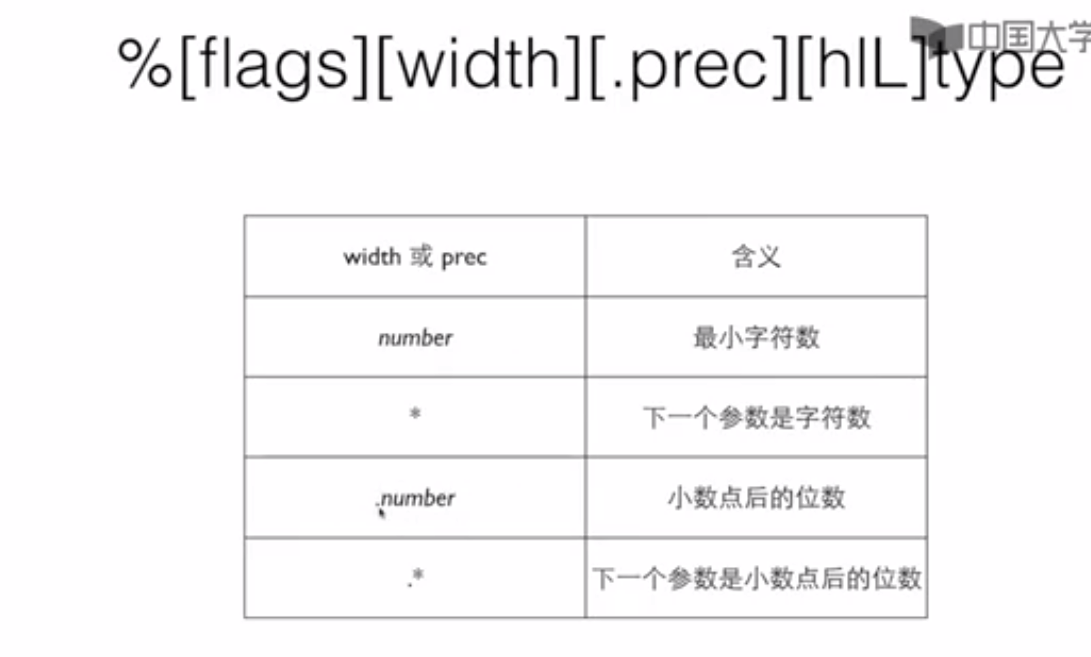 中国大学
%[flags][width][.prec][hlL]type
width 或 prec 含义
number 最小字符数
* 下一个参数是字符数
.number 小数点后的位数
.* 下一个参数是小数点后的位数